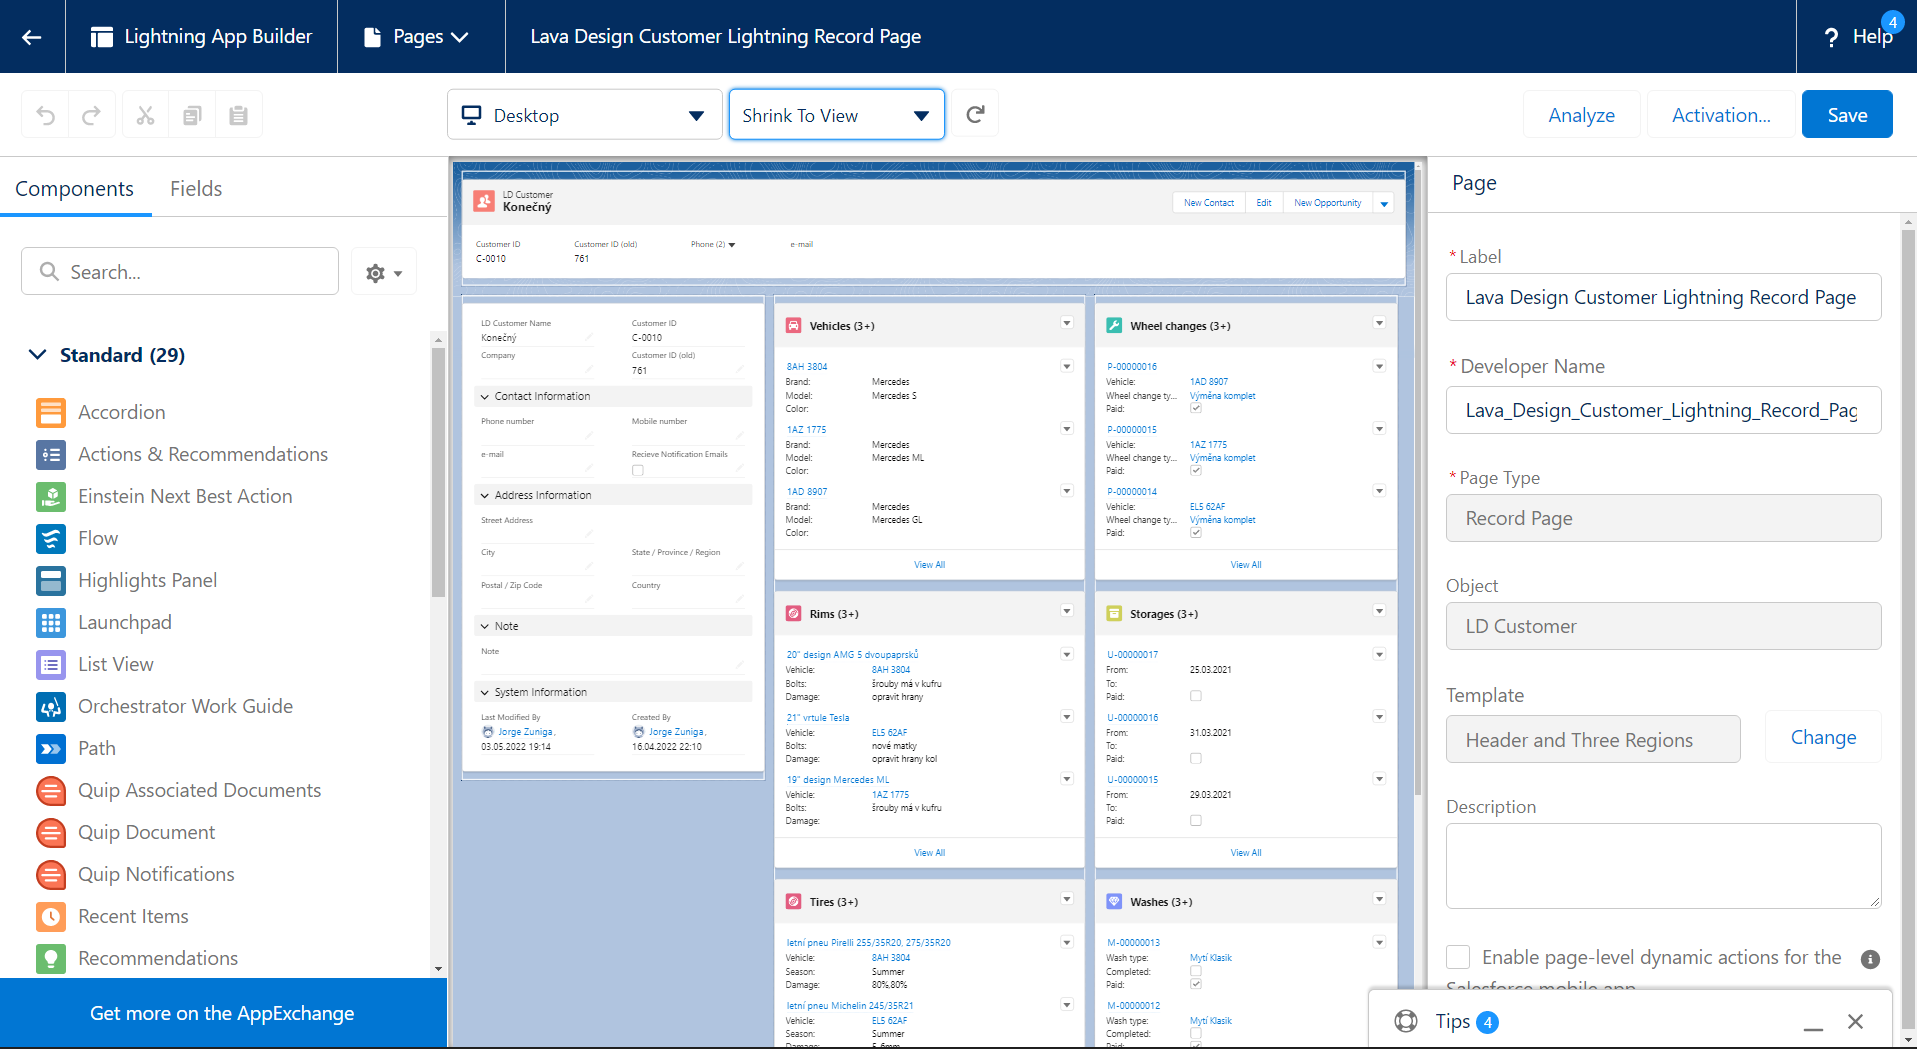 Lightning App Builder
Pages
Lava Design Customer Lightning Record Page
? Help
4
Desktop
Shrink To View
Analyze
Activation...
Save
Components
Fields
Search...
Standard (29)
Accordion
Actions & Recommendations
Einstein Next Best Action
Flow
Highlights Panel
Launchpad
List View
Orchestrator Work Guide
Path
Quip Associated Documents
Quip Document
Quip Notifications
Recent Items
Recommendations
Get more on the AppExchange
LD Customer
Konečný
New Contact
Edit
New Opportunity
Customer ID
C-0010
Customer ID (old)
761
Phone (2)
e-mail
LD Customer Name
Konečný
Customer ID
C-0010
Company
Customer ID (old)
761
Contact Information
Phone number
Mobile number
e-mail
Recieve Notification Emails
Address Information
Street Address
City
State / Province / Region
Postal / Zip Code
Country
Note
Note
System Information
Last Modified By
Jorge Zuniga,
03.05.2022 19:14
Created By
Jorge Zuniga,
16.04.2022 22:10
Vehicles (3+)
8AH 3804
Brand: Mercedes
Model: Mercedes S
Color:
1AZ 1775
Brand: Mercedes
Model: Mercedes ML
Color:
1AD 8907
Brand: Mercedes
Model: Mercedes GL
Color:
View All
Wheel changes (3+)
P-00000016
Vehicle: 1AD 8907
Wheel change ty... Výměna komplet
Paid:
P-00000015
Vehicle: 1AZ 1775
Wheel change ty... Výměna komplet
Paid:
P-00000014
Vehicle: EL5 62AF
Wheel change ty... Výměna komplet
Paid:
View All
Rims (3+)
20" design AMG 5 dvoupaprsků
Vehicle: 8AH 3804
Bolts: šrouby má v kufru
Damage: opravit hrany
21" vrtule Tesla
Vehicle: EL5 62AF
Bolts: nové matky
Damage: opravit hrany kol
19" design Mercedes ML
Vehicle: 1AZ 1775
Bolts: šrouby má v kufru
Damage:
View All
Storages (3+)
U-00000017
From: 25.03.2021
To:
Paid:
U-00000016
From: 31.03.2021
To:
Paid:
U-00000015
From: 29.03.2021
To:
Paid:
View All
Tires (3+)
letní pneu Pirelli 255/35R20, 275/35R20
Vehicle: 8AH 3804
Season: Summer
Damage: 80%,80%
letní pneu Michelin 245/35R21
Vehicle: EL5 62AF
Season: Summer
Damage: 5-6mm
Washes (3+)
M-00000013
Wash type: Mytí Klasik
Completed:
Paid:
M-00000012
Wash type: Mytí Klasik
Completed:
Paid:
Page
*Label
Lava Design Customer Lightning Record Page
*Developer Name
Lava_Design_Customer_Lightning_Record_Pag
*Page Type
Record Page
Object
LD Customer
Template
Header and Three Regions
Change
Description
Enable page-level dynamic actions for the
Salesforce mobile app
Tips 4